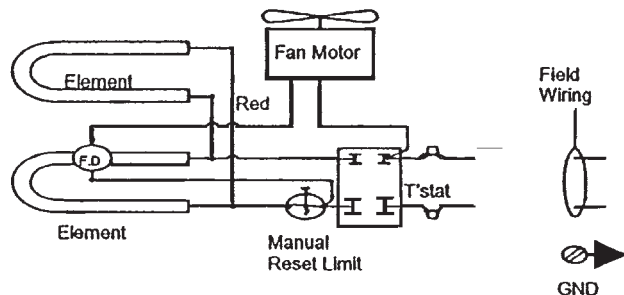 Fan Motor
Element
Red
Field
Wiring
F.D
T'stat
Element
Manual
Reset Limit
GND